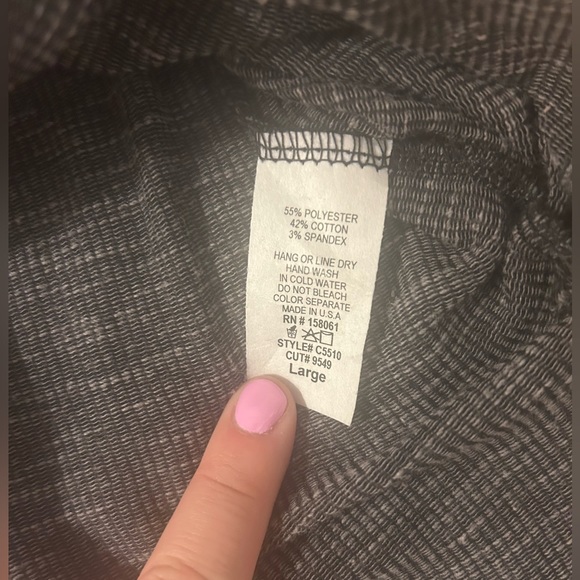 55% POLYESTER
42% COTTON
3% SPANDEX
HANG OR LINE DRY
HAND WASH
IN COLD WATER
DO NOT BLEACH
COLOR SEPARATE
MADE IN U.S.A
RN # 158061
STYLE# C5510
CUT# 9549
Large